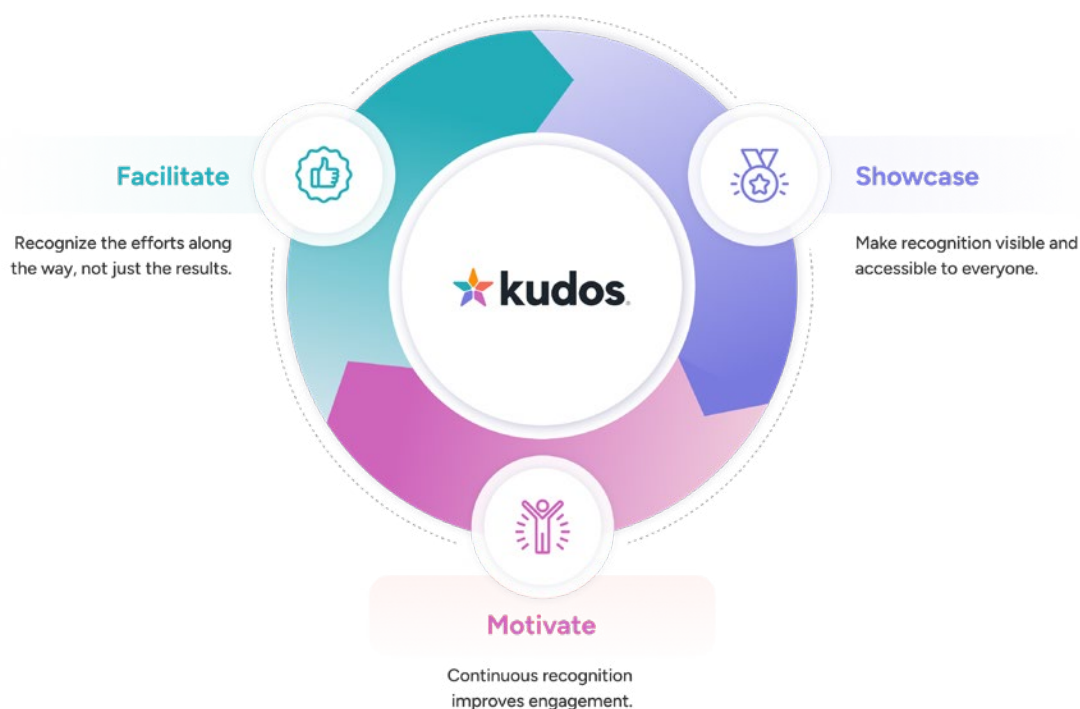 Facilitate
Recognize the efforts along
the way, not just the results.
kudos
Showcase
Make recognition visible and
accessible to everyone.
Motivate
Continuous recognition
improves engagement.